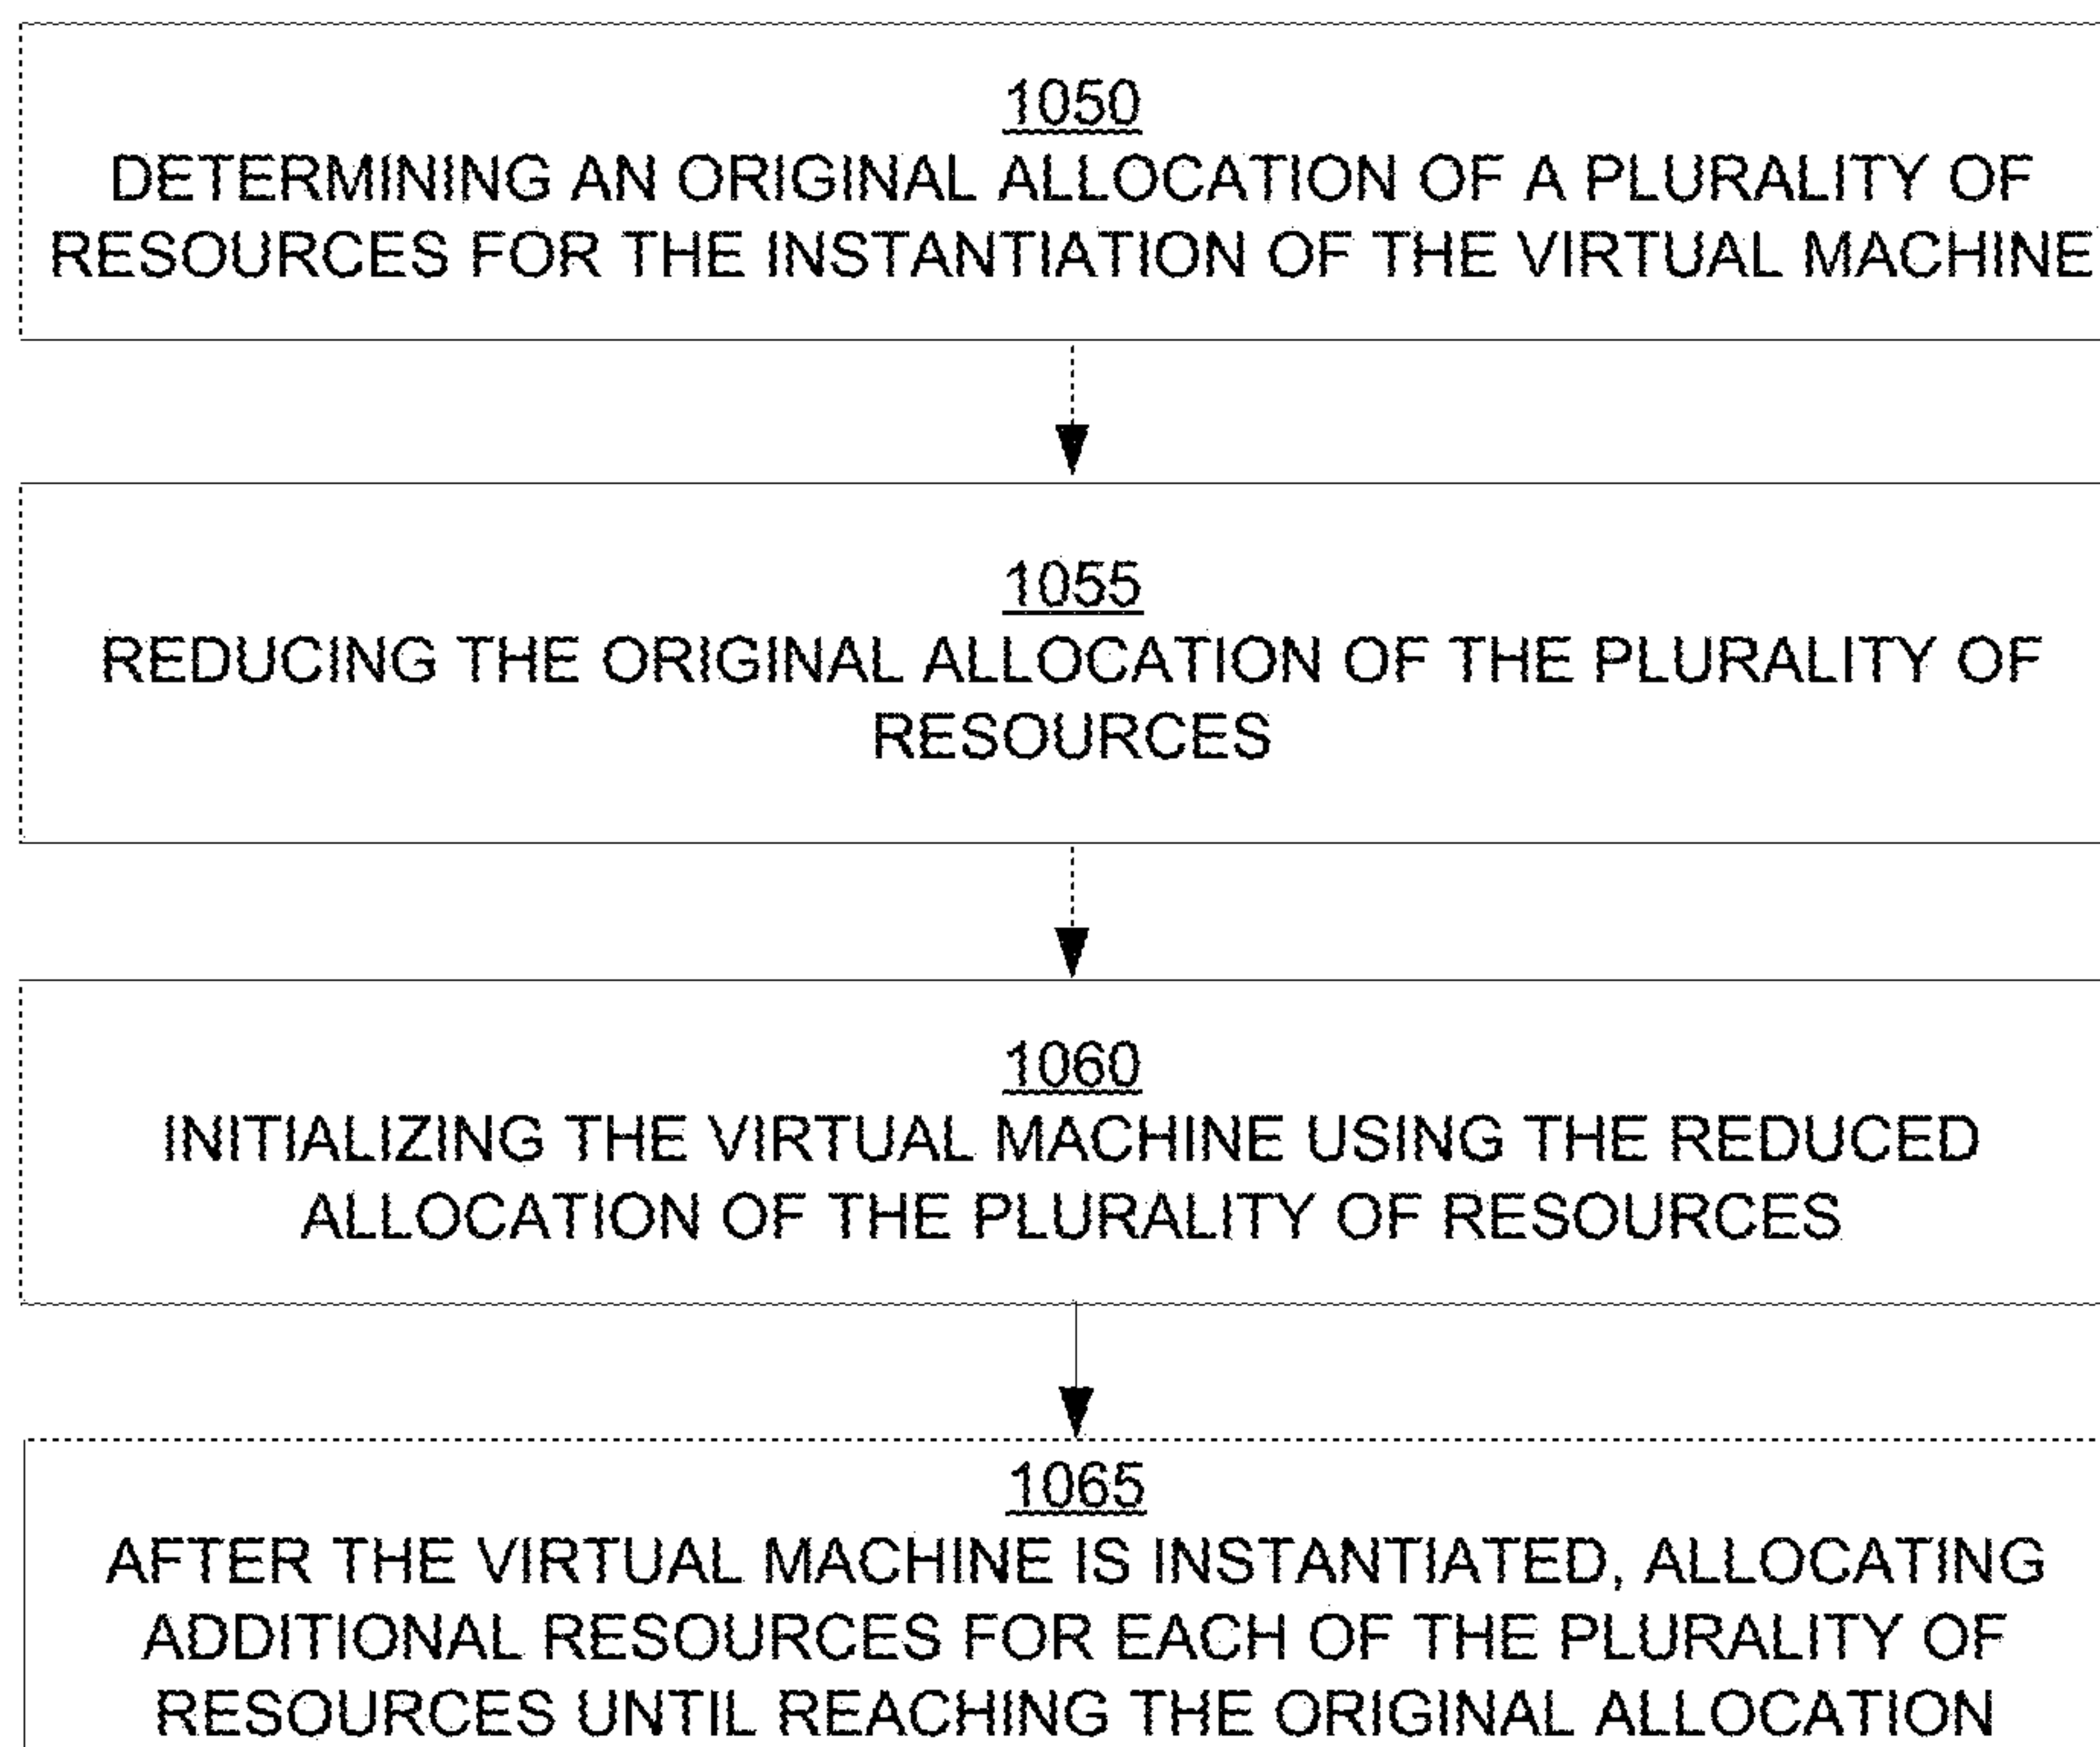 1050
DETERMINING AN ORIGINAL ALLOCATION OF A PLURALITY OF
RESOURCES FOR THE INSTANTIATION OF THE VIRTUAL MACHINE
1055
REDUCING THE ORIGINAL ALLOCATION OF THE PLURALITY OF
RESOURCES
1060
INITIALIZING THE VIRTUAL MACHINE USING THE REDUCED
ALLOCATION OF THE PLURALITY OF RESOURCES
1065
AFTER THE VIRTUAL MACHINE IS INSTANTIATED, ALLOCATING
ADDITIONAL RESOURCES FOR EACH OF THE PLURALITY OF
RESOURCES UNTIL REACHING THE ORIGINAL ALLOCATION